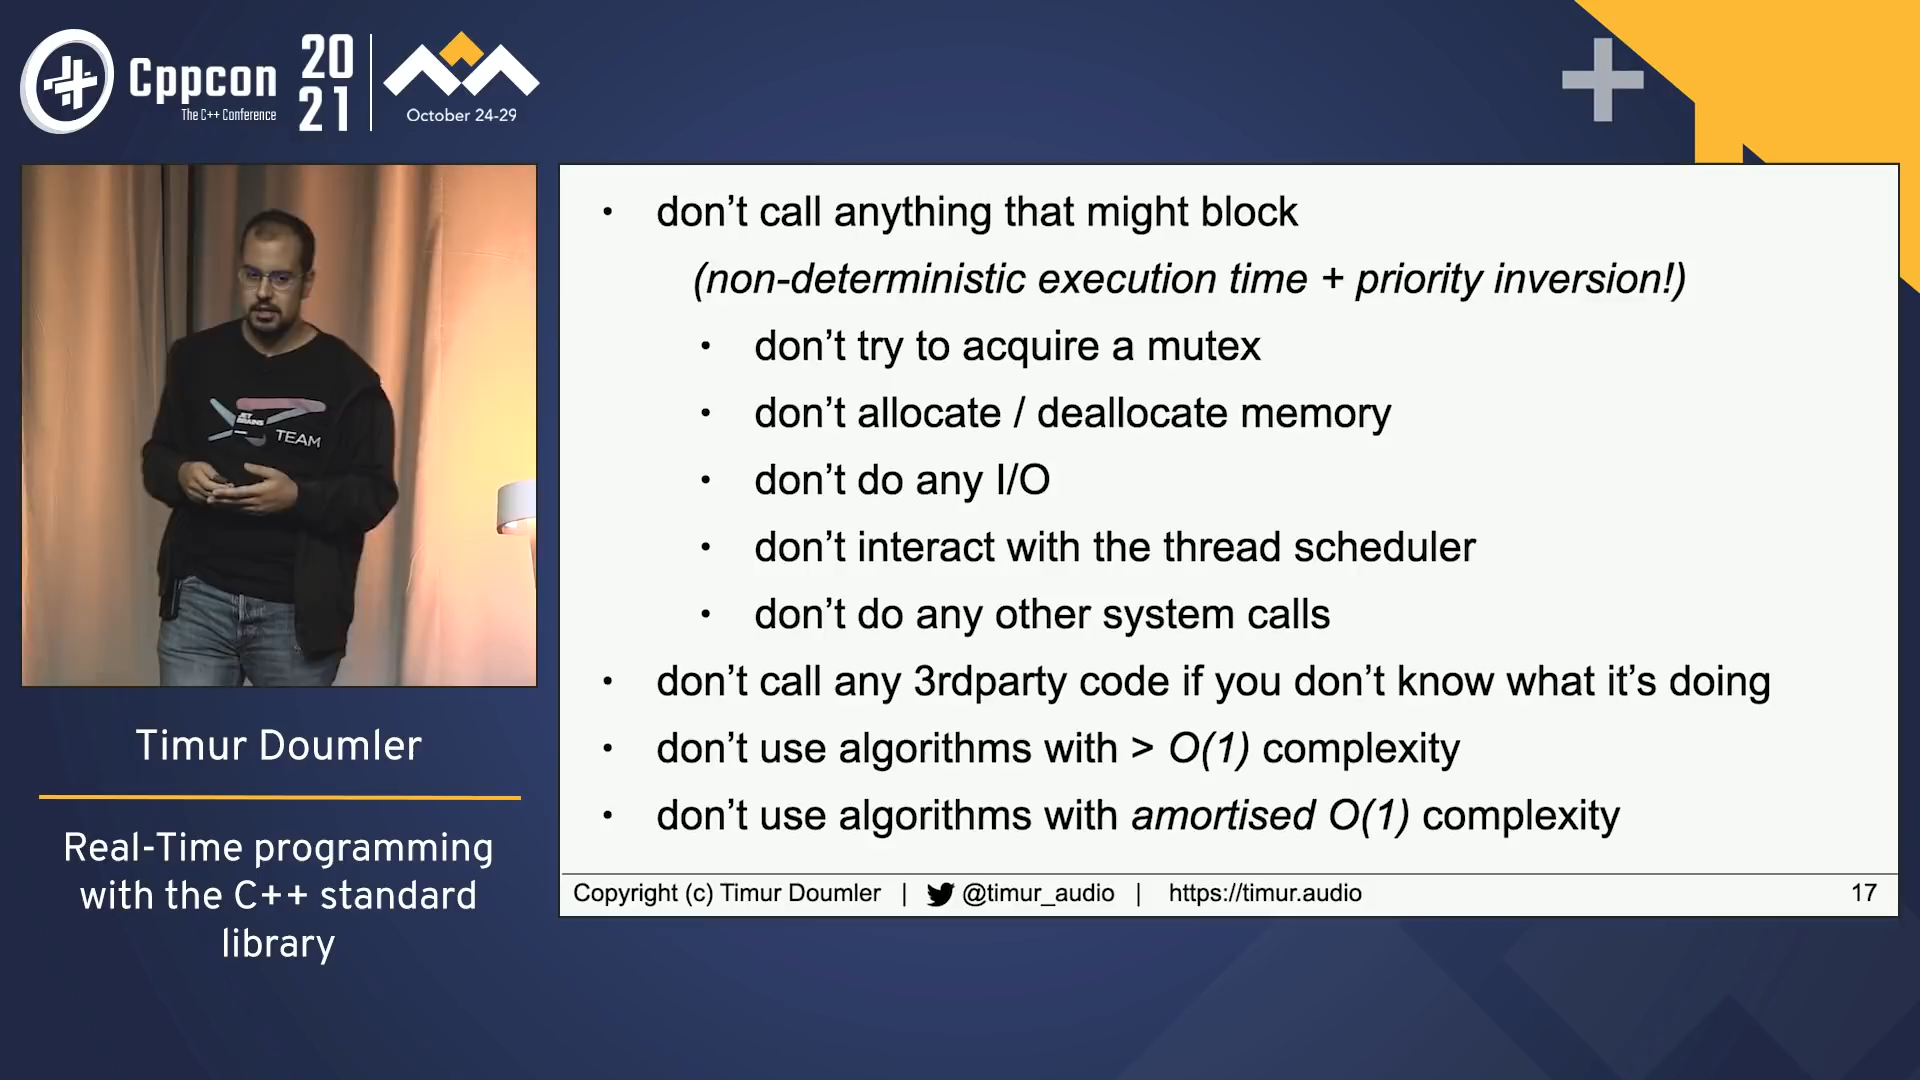 Cppcon
The C++ Conference
20
21
October 24-29
TEAM
Timur Doumler
Real-Time programming
with the C++ standard
library
• don’t call anything that might block
(non-deterministic execution time + priority inversion!)
• don’t try to acquire a mutex
• don’t allocate / deallocate memory
• don’t do any I/O
• don’t interact with the thread scheduler
• don’t do any other system calls
• don’t call any 3rdparty code if you don’t know what it’s doing
• don’t use algorithms with > O(1) complexity
• don’t use algorithms with amortised O(1) complexity
Copyright (c) Timur Doumler | @timur_audio | https://timur.audio
17